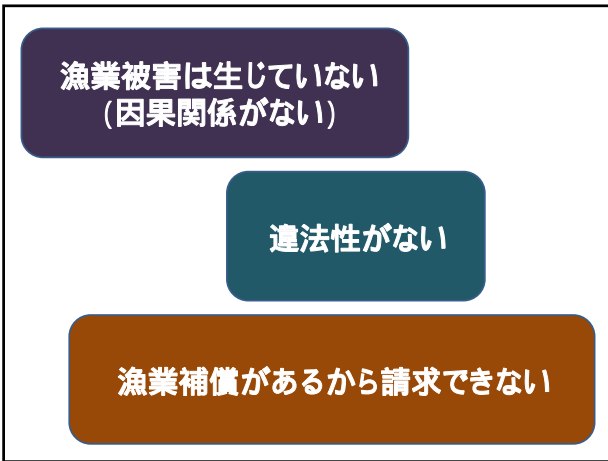 漁業被害は生じていない
(因果関係がない)
違法性がない
漁業補償があるから請求できない